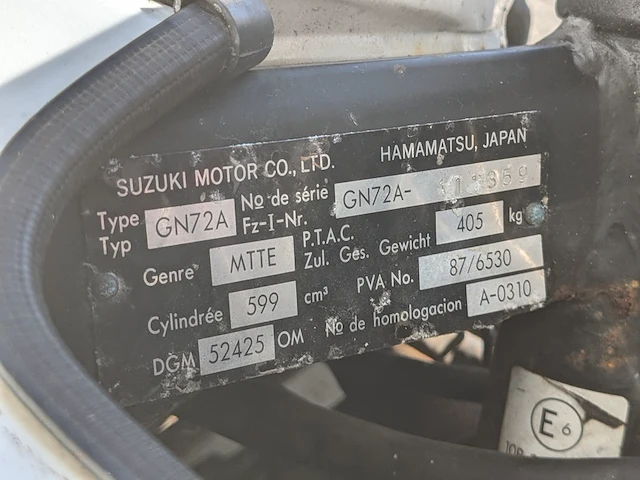 SUZUKI MOTOR CO., LTD. HAMAMATSU, JAPAN
Type Typ GN72A No de série Fz-I-Nr. GN72A-
Genre MTTE P.T.A.C. Zul. Ges. Gewicht 405 kg
Cylindrée 599 cm³ PVA No. 87/6530
DGM 52425 OM No de homologacion A-0310
E6